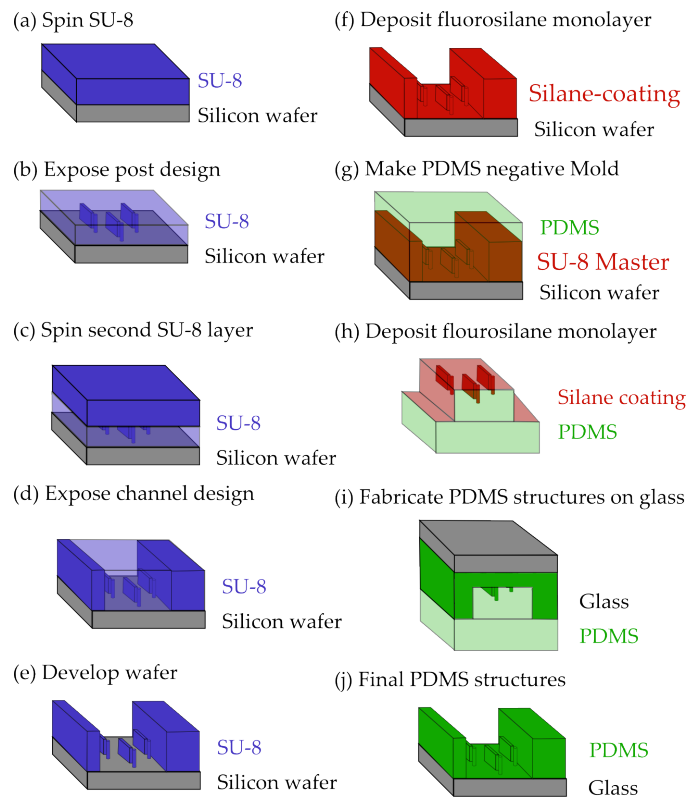 (a) Spin SU-8
SU-8
Silicon wafer
(b) Expose post design
SU-8
Silicon wafer
(c) Spin second SU-8 layer
SU-8
Silicon wafer
(d) Expose channel design
SU-8
Silicon wafer
(e) Develop wafer
SU-8
Silicon wafer
(f) Deposit fluorosilane monolayer
Silane-coating
Silicon wafer
(g) Make PDMS negative Mold
PDMS
SU-8 Master
Silicon wafer
(h) Deposit flourosilane monolayer
Silane coating
PDMS
(i) Fabricate PDMS structures on glass
Glass
PDMS
(j) Final PDMS structures
PDMS
Glass